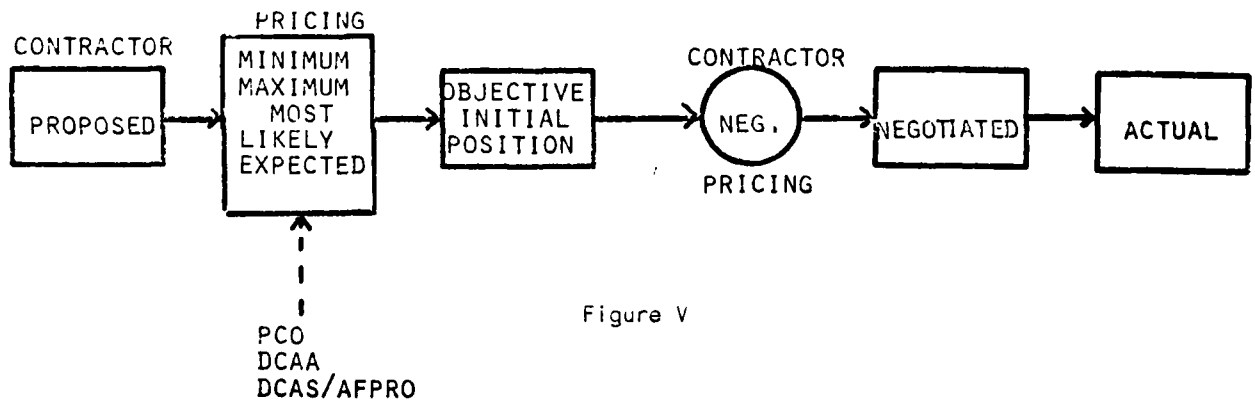 PRICING
CONTRACTOR
MINIMUM
MAXIMUM
MOST
LIKELY
EXPECTED
PROPOSED
OBJECTIVE
INITIAL
POSITION
CONTRACTOR
NEG.
PRICING
NEGOTIATED
ACTUAL
PCO
DCAA
DCAS/AFPRO
Figure V